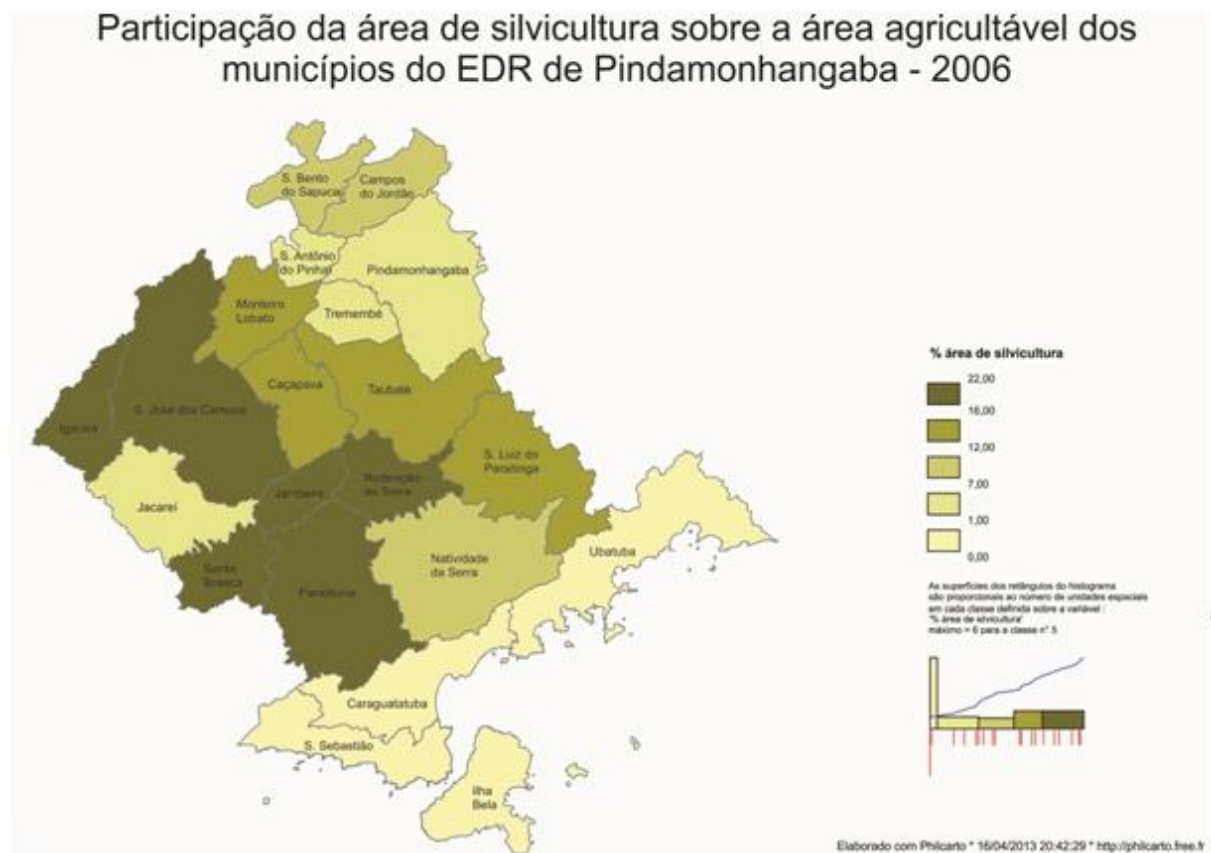 Participação da área de silvicultura sobre a área agricultável dos
municípios do EDR de Pindamonhangaba - 2006
S. Bento
do Sapucaí
Campos
do Jordão
S. Antônio
do Pinhal
Pindamonhangaba
Monteiro
Lobato
Tremembé
Caçapava
Taubaté
S. José dos Campos
Igaratá
S. Luiz do
Paraitinga
Redenção
da Serra
Jambeiro
Jacareí
Santa
Branca
Paraibuna
Natividade
da Serra
Ubatuba
Caraguatatuba
S. Sebastião
Ilha
Bela
% área de silvicultura
22,00
16,00
12,00
7,00
1,00
0,00
As superfícies dos retângulos do histograma
são proporcionais ao número de unidades espaciais
em cada classe definida sobre a variável :
'% área de silvicultura'
máximo = 6 para a classe n° 5
Elaborado com Philcarto * 16/04/2013 20:42:29 * http://philcarto.free.fr